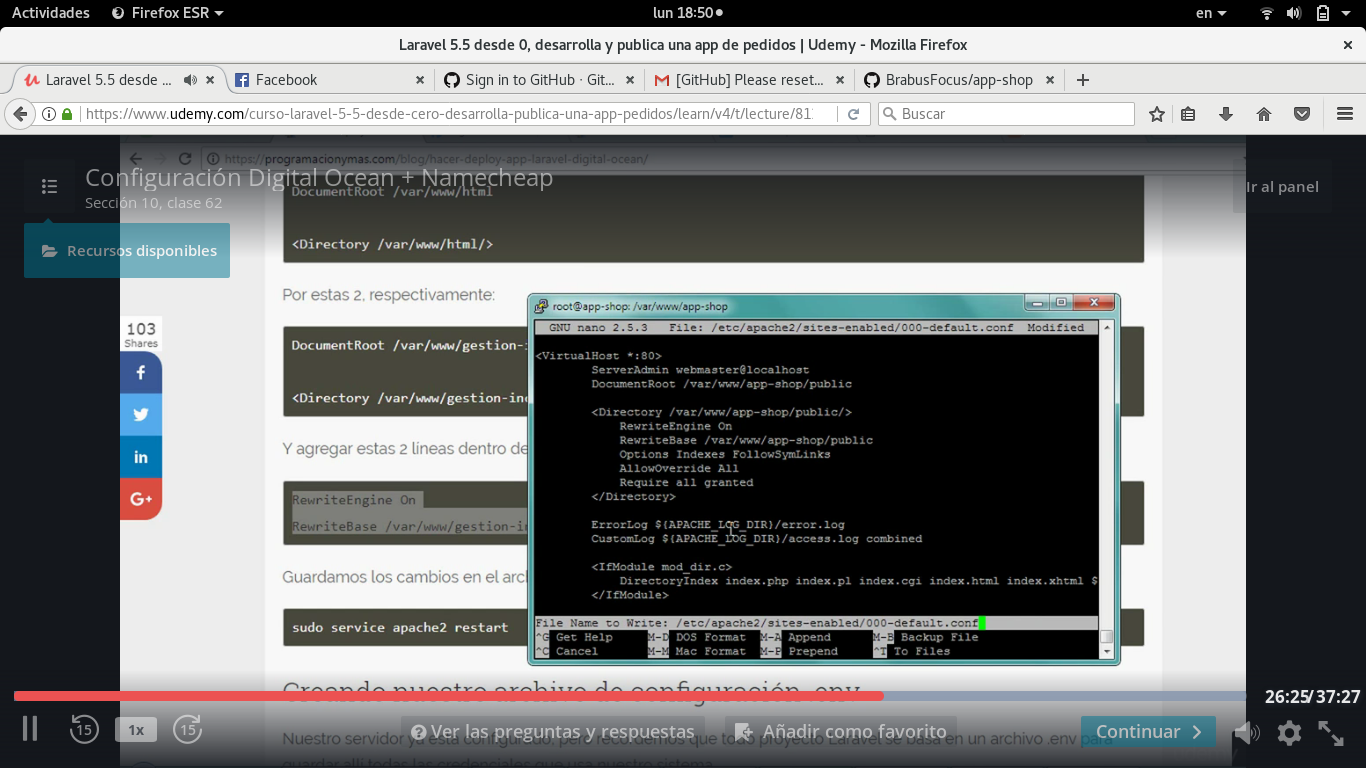 Actividades Firefox ESR lun 18:50 en
Laravel 5.5 desde 0, desarrolla y publica una app de pedidos | Udemy - Mozilla Firefox
Laravel 5.5 desde ... Facebook Sign in to GitHub · Git... [GitHub] Please reset... BrabusFocus/app-shop
https://www.udemy.com/curso-laravel-5-5-desde-cero-desarrolla-publica-una-app-pedidos/learn/v4/t/lecture/81 Buscar
https://programacionymas.com/blog/hacer-deploy-app-laravel-digital-ocean/
Configuración Digital Ocean + Namecheap
Sección 10, clase 62
Ir al panel
Recursos disponibles
DocumentRoot /var/www/html
<Directory /var/www/html/>
Por estas 2, respectivamente:
103
Shares
DocumentRoot /var/www/gestion-
<Directory /var/www/gestion-in
Y agregar estas 2 lineas dentro de
RewriteEngine On
RewriteBase /var/www/gestion-in
Guardamos los cambios en el arc
sudo service apache2 restart
root@app-shop: /var/www/app-shop
GNU nano 2.5.3 File: /etc/apache2/sites-enabled/000-default.conf Modified
<VirtualHost *:80>
ServerAdmin webmaster@localhost
DocumentRoot /var/www/app-shop/public
<Directory /var/www/app-shop/public/>
RewriteEngine On
RewriteBase /var/www/app-shop/public
Options Indexes FollowSymLinks
AllowOverride All
Require all granted
</Directory>
ErrorLog ${APACHE_LOG_DIR}/error.log
CustomLog ${APACHE_LOG_DIR}/access.log combined
<IfModule mod_dir.c>
DirectoryIndex index.php index.pl index.cgi index.html index.xhtml $
</IfModule>
File Name to Write: /etc/apache2/sites-enabled/000-default.conf
^G Get Help M-D DOS Format M-A Append M-B Backup File
^C Cancel M-M Mac Format M-P Prepend ^T To Files
Creando nuestro archivo de configuración .env
26:25/37:27
15 1x 15 Ver las preguntas y respuestas Añadir como favorito Continuar
Nuestro servidor ya está configurado, pero recordemos que todo proyecto Laravel se basa en un archivo .env para
guardar allí todas las credenciales que usa nuestro sistema.